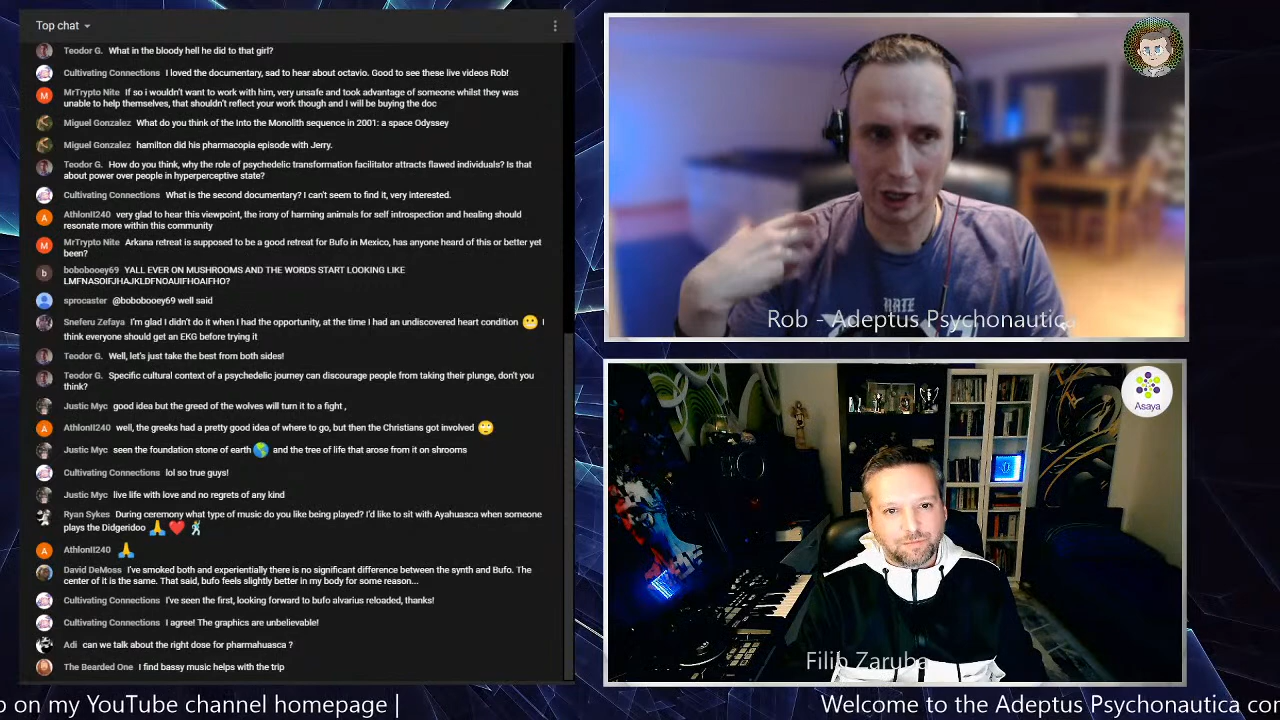 Top chat
Teodor G. What in the bloody hell he did to that girl?
Cultivating Connections I loved the documentary, sad to hear about octavio. Good to see these live videos Rob!
M MrTrypto Nite If so i wouldn't want to work with him, very unsafe and took advantage of someone whilst they was
unable to help themselves, that shouldn't reflect your work though and I will be buying the doc
Miguel Gonzalez What do you think of the Into the Monolith sequence in 2001: a space Odyssey
Miguel Gonzalez hamilton did his pharmacopia episode with Jerry.
Teodor G. How do you think, why the role of psychedelic transformation facilitator attracts flawed individuals? Is that
about power over people in hyperperceptive state?
Cultivating Connections What is the second documentary? I can't seem to find it, very interested.
A AthlonII240 very glad to hear this viewpoint, the irony of harming animals for self introspection and healing should
resonate more within this community
M MrTrypto Nite Arkana retreat is supposed to be a good retreat for Bufo in Mexico, has anyone heard of this or better yet
been?
b bobobooey69 YALL EVER ON MUSHROOMS AND THE WORDS START LOOKING LIKE
LMFNASOIFJHAJKLDFNOAUIFHOAIFHO?
sprocaster @bobobooey69 well said
Sneferu Zefaya I'm glad I didn't do it when I had the opportunity, at the time I had an undiscovered heart condition 😬 I
think everyone should get an EKG before trying it
Teodor G. Well, let's just take the best from both sides!
Teodor G. Specific cultural context of a psychedelic journey can discourage people from taking their plunge, don't you
think?
Justic Myc good idea but the greed of the wolves will turn it to a fight ,
A AthlonII240 well, the greeks had a pretty good idea of where to go, but then the Christians got involved 🙄
Justic Myc seen the foundation stone of earth 🌎 and the tree of life that arose from it on shrooms
Cultivating Connections lol so true guys!
Justic Myc live life with love and no regrets of any kind
Ryan Sykes During ceremony what type of music do you like being played? I'd like to sit with Ayahuasca when someone
plays the Didgeridoo 🙏 ❤️ 🕺
A AthlonII240 🙏
David DeMoss I've smoked both and experientially there is no significant difference between the synth and Bufo. The
center of it is the same. That said, bufo feels slightly better in my body for some reason...
Cultivating Connections I've seen the first, looking forward to bufo alvarius reloaded, thanks!
Cultivating Connections I agree! The graphics are unbelievable!
Adi can we talk about the right dose for pharmahuasca ?
The Bearded One I find bassy music helps with the trip
HATE
Rob - Adeptus Psychonautica
Asaya
Filip Zaruba
on my YouTube channel homepage |
Welcome to the Adeptus Psychonautica